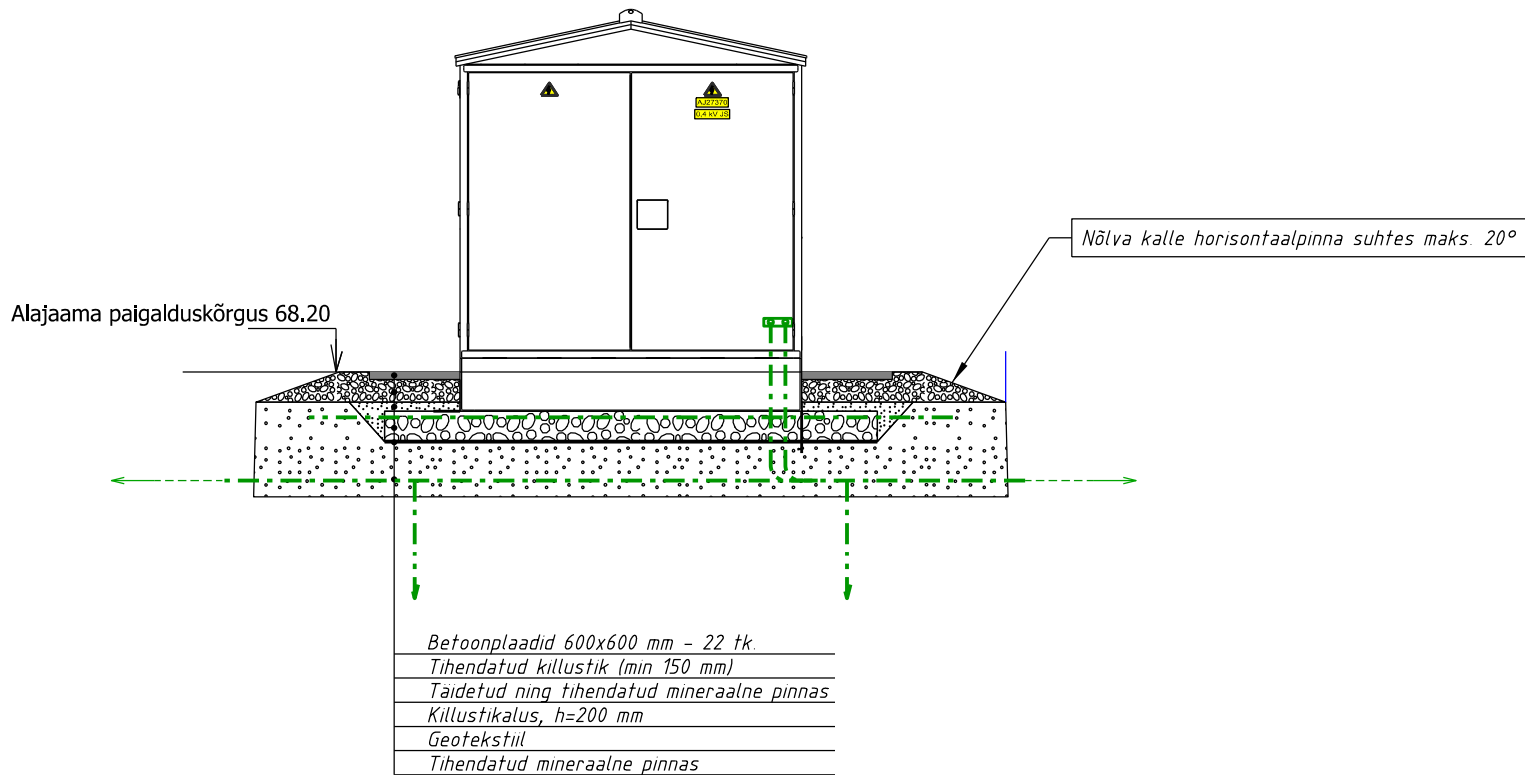 AJ27370
0,4 kV JS
Nõlva kalle horisontaalpinna suhtes maks. 20°
Alajaama paigalduskõrgus 68.20
Betoonplaadid 600x600 mm - 22 tk.
Tihendatud killustik (min 150 mm)
Täidetud ning tihendatud mineraalne pinnas
Killustikalus, h=200 mm
Geotekstiil
Tihendatud mineraalne pinnas